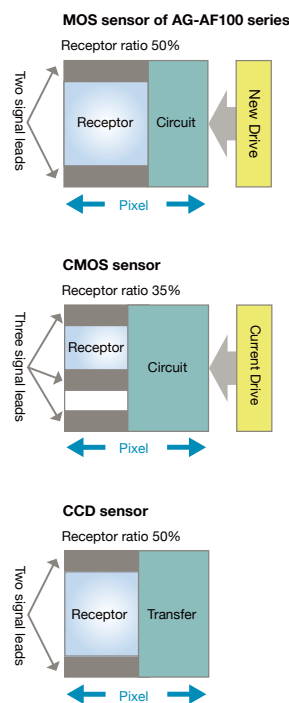 MOS sensor of AG-AF100 series
Receptor ratio 50%
Two signal leads
Receptor
Circuit
New Drive
Pixel
CMOS sensor
Receptor ratio 35%
Three signal leads
Receptor
Circuit
Current Drive
Pixel
CCD sensor
Receptor ratio 50%
Two signal leads
Receptor
Transfer
Pixel